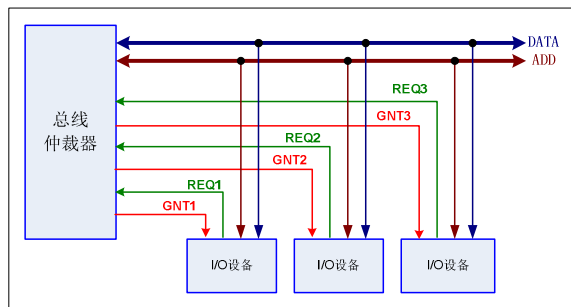 DATA
ADD
总线
仲裁器
REQ3
GNT3
REQ2
GNT2
REQ1
GNT1
I/O设备
I/O设备
I/O设备